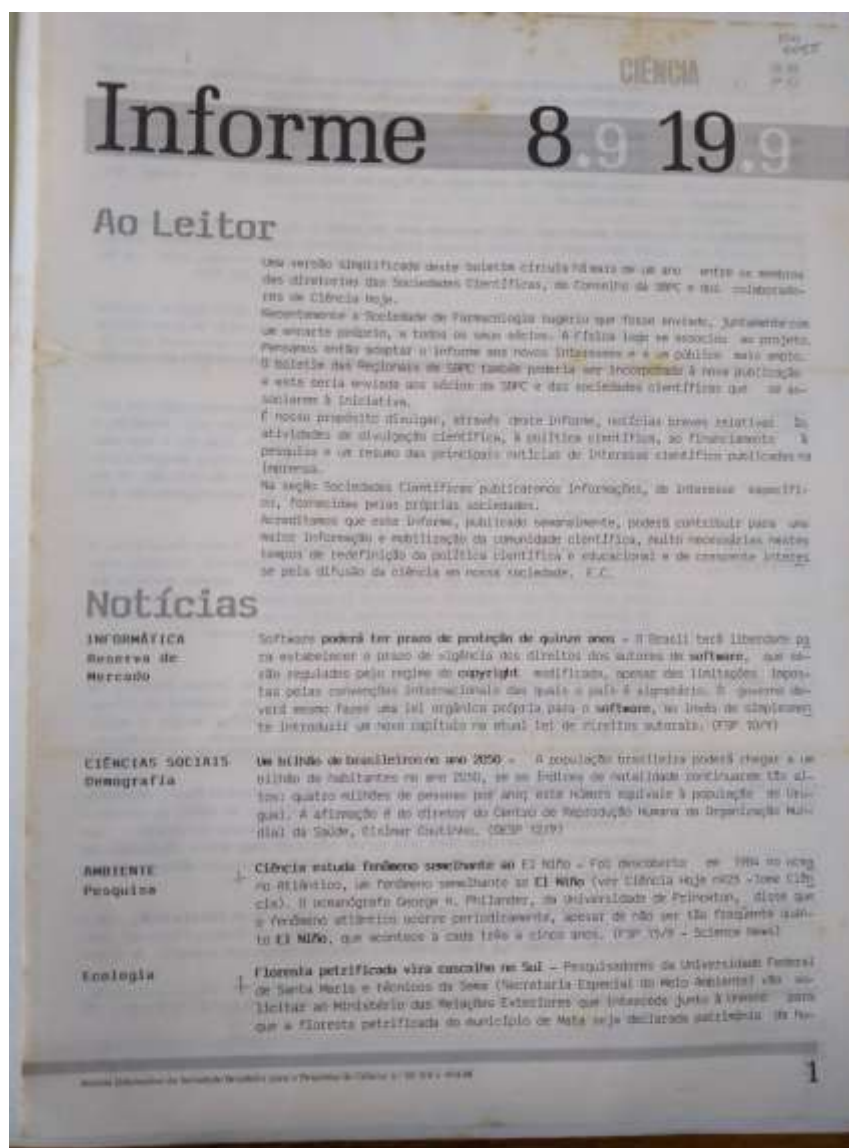 CIÊNCIA
Informe 8.9 19.9
Ao Leitor
Uma versão simplificada deste boletim circula há mais de um ano entre os membros
das diretorias das Sociedades Científicas, do Conselho da SBPC e dos colaborado-
res de Ciência Hoje.
Recentemente a Sociedade de Farmacologia sugeriu que fosse enviado, juntamente com
um encarte próprio, a todos os seus sócios. A Física logo se associou ao projeto.
Pensamos então adaptar o informe aos novos interesses e a um público mais amplo.
O boletim das Regionais da SBPC também poderia ser incorporado à nova publicação
e esta seria enviada aos sócios da SBPC e das sociedades científicas que se as-
sociarem à iniciativa.
É nosso propósito divulgar, através deste informe, notícias breves relativas às
atividades de divulgação científica, à política científica, ao financiamento à
pesquisa e um resumo das principais notícias de interesse científico publicadas na
imprensa.
Na seção Sociedades Científicas publicaremos informações, de interesse específi-
co, fornecidas pelas próprias sociedades.
Acreditamos que este informe, publicado semanalmente, poderá contribuir para uma
maior informação e mobilização da comunidade científica, muito necessárias nestes
tempos de redefinição da política científica e educacional e de crescente interes
se pela difusão da ciência em nossa sociedade. E.C.
Notícias
INFORMÁTICA
Reserva de
Mercado
Software poderá ter prazo de proteção de quinze anos - O Brasil terá liberdade pa
ra estabelecer o prazo de vigência dos direitos dos autores de software, que se-
rão regulados pelo regime do copyright modificado, apesar das limitações impos-
tas pelas convenções internacionais das quais o país é signatário. O governo de-
verá mesmo fazer uma lei orgânica própria para o software, ao invés de simplesmen
te introduzir um novo capítulo na atual lei de direitos autorais. (FSP 10/9)
CIÊNCIAS SOCIAIS
Demografia
Um bilhão de brasileiros no ano 2050 - A população brasileira poderá chegar a um
bilhão de habitantes no ano 2050, se os índices de natalidade continuarem tão al-
tos: quatro milhões de pessoas por ano; este número equivale à população do Uru-
guai. A afirmação é do diretor do Centro de Reprodução Humana da Organização Mun-
dial da Saúde, Elsimar Coutinho. (OESP 12/9)
AMBIENTE
Pesquisa
Ciência estuda fenômeno semelhante ao El Niño - Foi descoberto em 1984 no ocea
no Atlântico, um fenômeno semelhante ao El Niño (ver Ciência Hoje nº25 - Tome Ciên
cia). O oceanógrafo George H. Philander, da Universidade de Princeton, disse que
o fenômeno atlântico ocorre periodicamente, apesar de não ser tão freqüente quan-
to El Niño, que acontece a cada três a cinco anos. (FSP 15/9 - Science News)
Ecologia
Floresta petrificada vira cascalho no Sul - Pesquisadores da Universidade Federal
de Santa Maria e técnicos da Sema (Secretaria Especial do Meio Ambiente) vão so-
licitar ao Ministério das Relações Exteriores que interceda junto à Unesco para
que a floresta petrificada do município de Mata seja declarada patrimônio da hu-
1